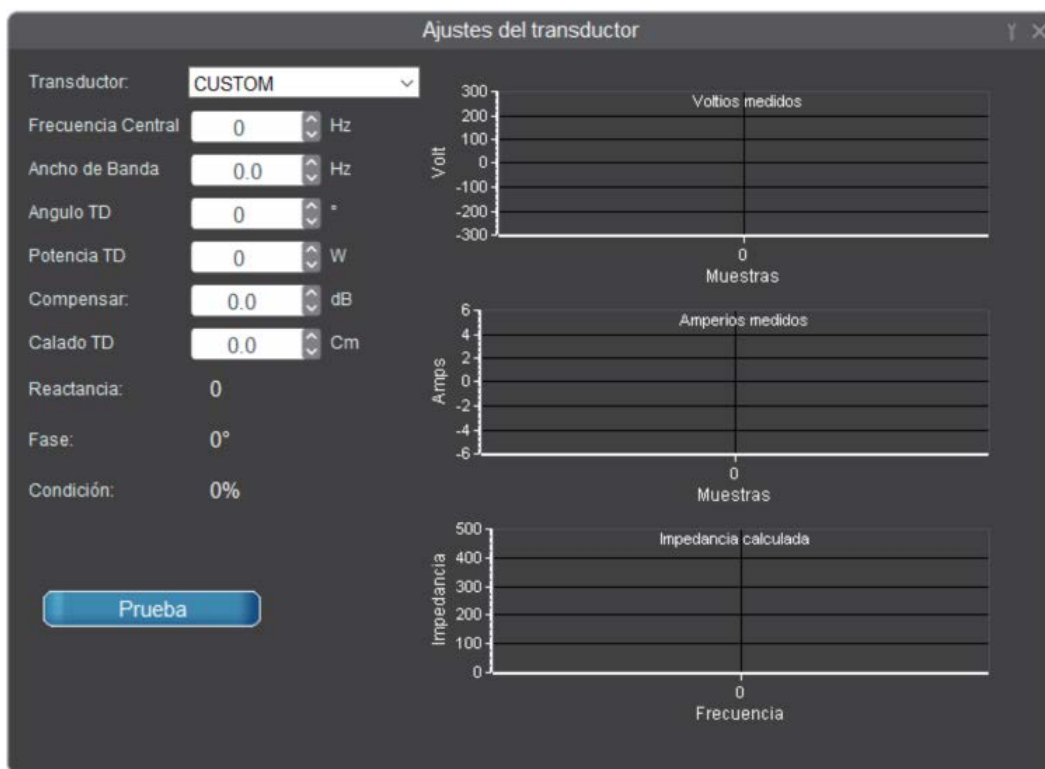 Ajustes del transductor
Transductor: CUSTOM
Frecuencia Central 0 Hz
Ancho de Banda 0.0 Hz
Angulo TD 0 °
Potencia TD 0 W
Compensar: 0.0 dB
Calado TD 0.0 Cm
Reactancia: 0
Fase: 0°
Condición: 0%
Prueba
Voltios medidos
Volt
300
200
100
0
-100
-200
-300
0
Muestras
Amperios medidos
Amps
6
4
2
0
-2
-4
-6
0
Muestras
Impedancia calculada
Impedancia
500
400
300
200
100
0
0
Frecuencia